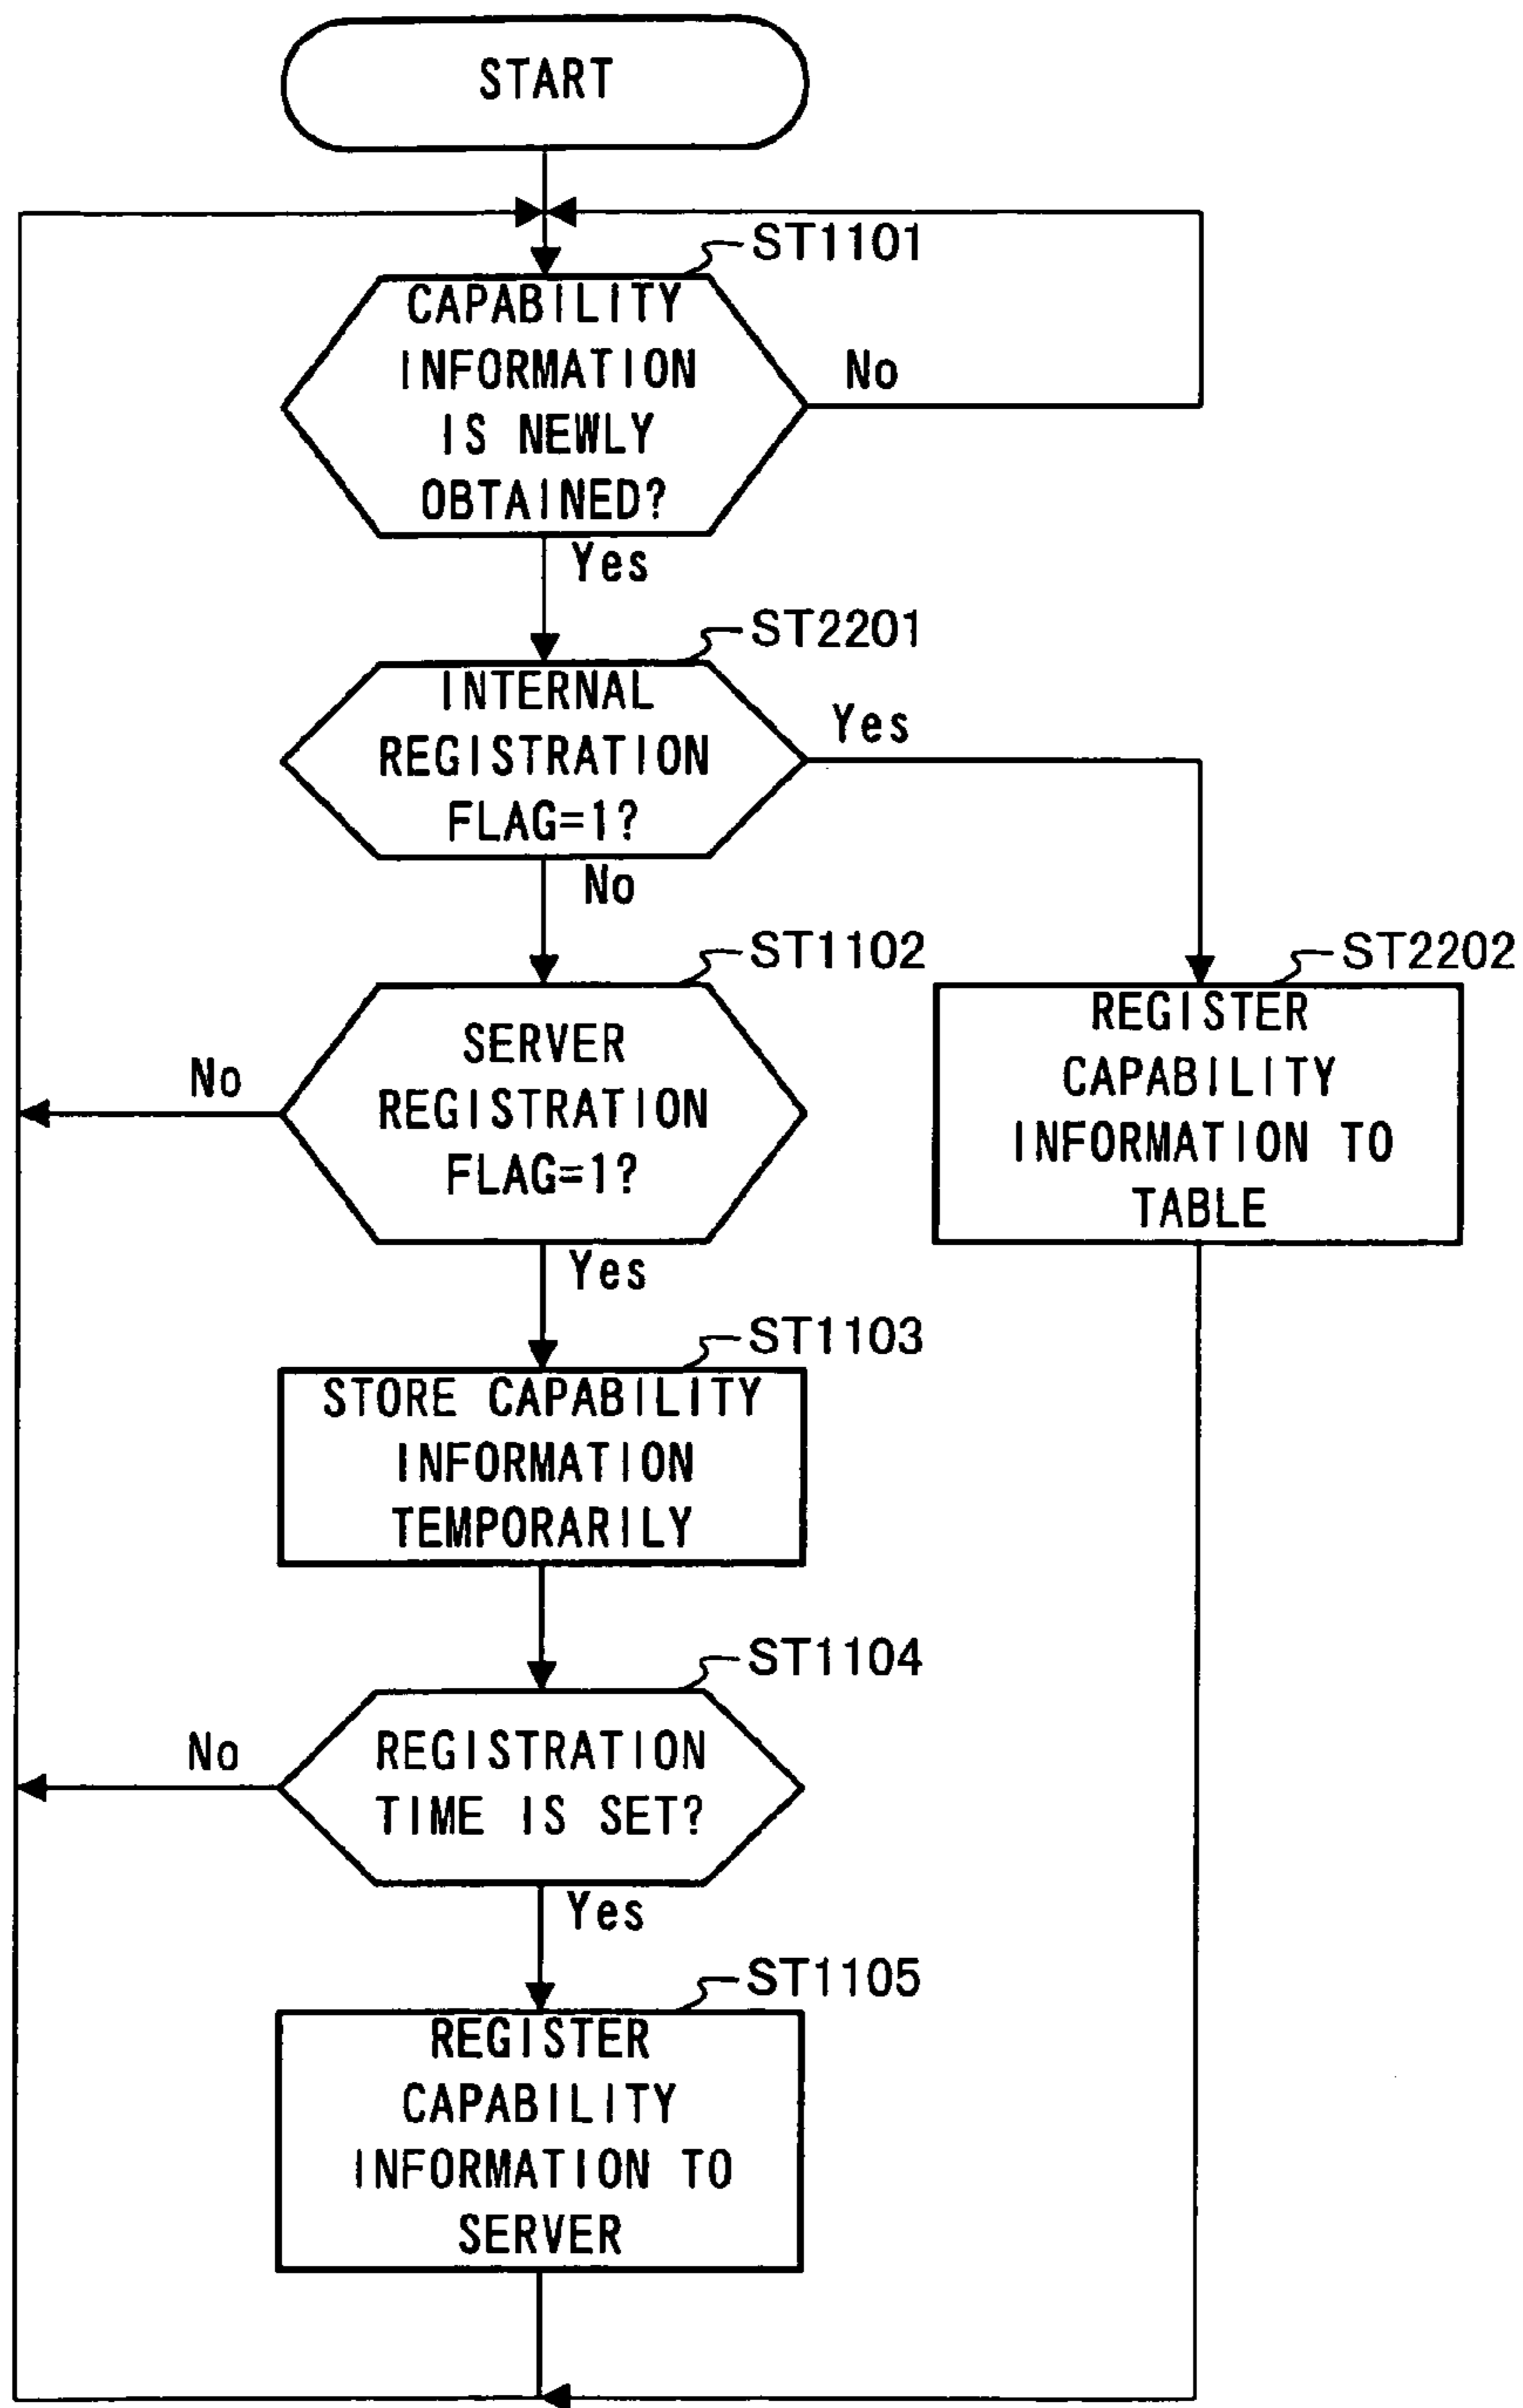 START
ST1101
CAPABILITY
INFORMATION
IS NEWLY
OBTAINED?
No
Yes
ST2201
INTERNAL
REGISTRATION
FLAG=1?
Yes
No
ST1102
SERVER
REGISTRATION
FLAG=1?
No
Yes
ST2202
REGISTER
CAPABILITY
INFORMATION TO
TABLE
ST1103
STORE CAPABILITY
INFORMATION
TEMPORARILY
ST1104
REGISTRATION
TIME IS SET?
No
Yes
ST1105
REGISTER
CAPABILITY
INFORMATION TO
SERVER